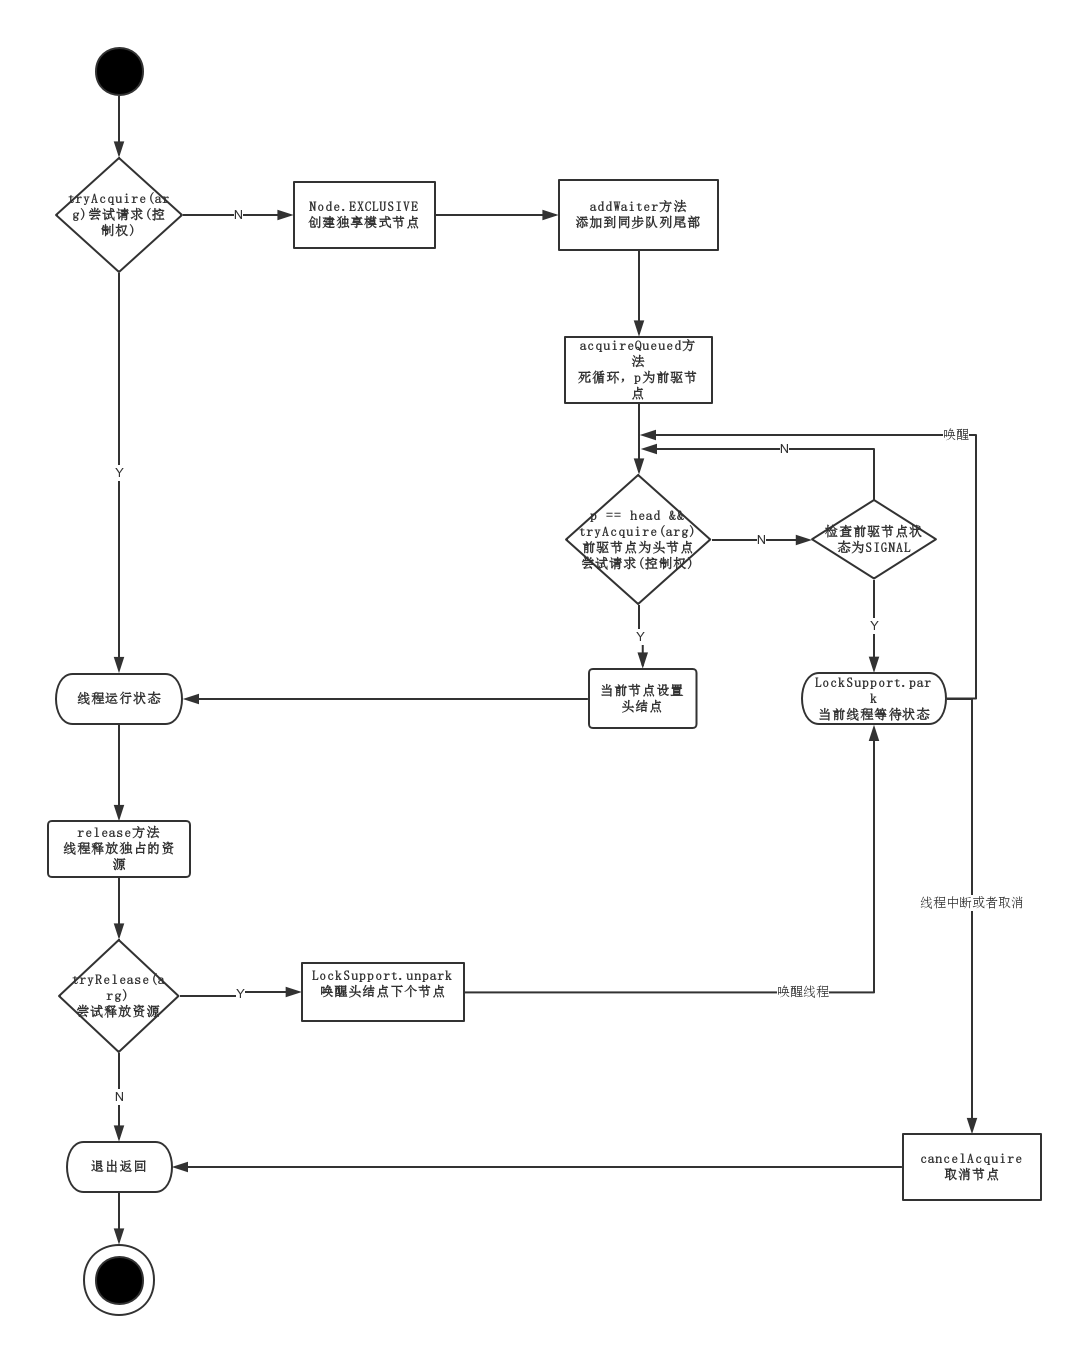 tryAcquire(ar
g)尝试请求(控
制权)
N
Node.EXCLUSIVE
创建独享模式节点
addWaiter方法
添加到同步队列尾部
acquireQueued方
法
死循环，p为前驱节
点
唤醒
N
Y
p == head &&
tryAcquire(arg)
前驱节点为头节点
尝试请求(控制权)
N
检查前驱节点状
态为SIGNAL
Y
Y
线程运行状态
当前节点设置
头结点
LockSupport.par
k
当前线程等待状态
release方法
线程释放独占的资
源
线程中断或者取消
tryRelease(a
rg)
尝试释放资源
Y
LockSupport.unpark
唤醒头结点下个节点
唤醒线程
N
退出返回
cancelAcquire
取消节点